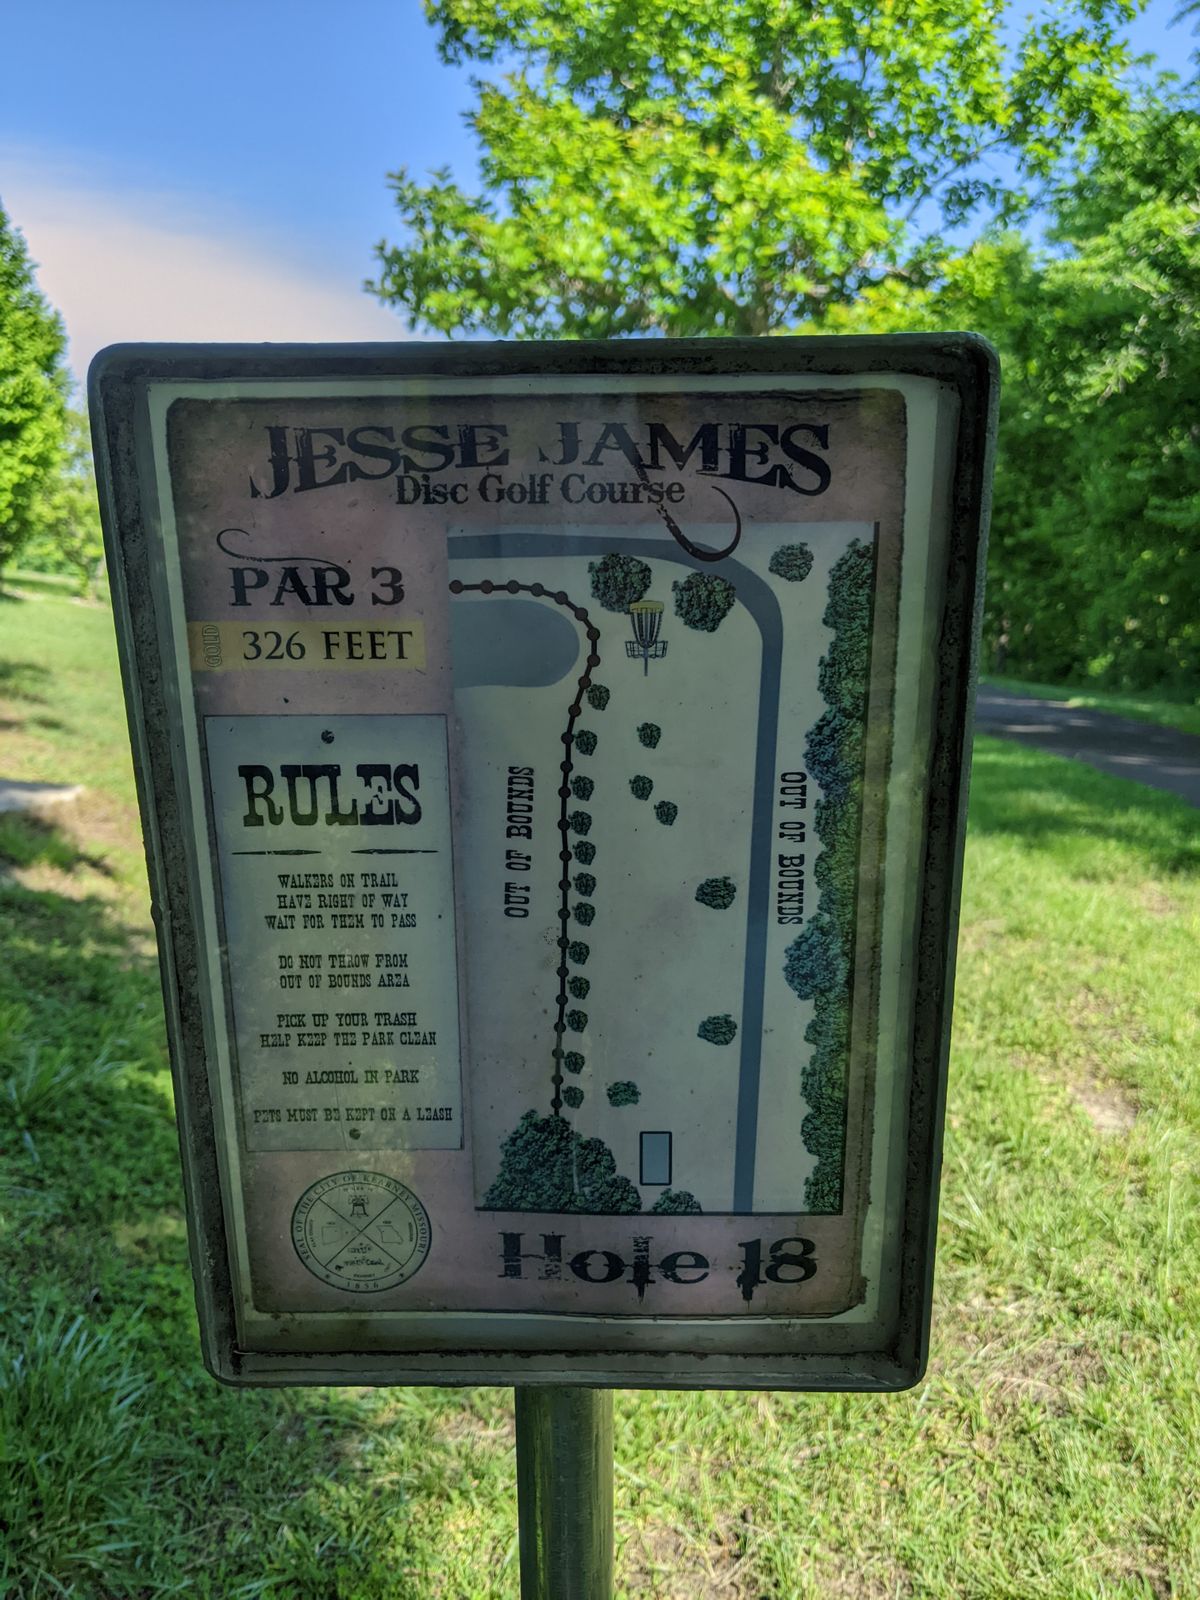 JESSE JAMES
Disc Golf Course
PAR 3
GOLD
326 FEET
RULES
WALKERS ON TRAIL
HAVE RIGHT OF WAY
WAIT FOR THEM TO PASS
DO NOT THROW FROM
OUT OF BOUNDS AREA
PICK UP YOUR TRASH
HELP KEEP THE PARK CLEAN
NO ALCOHOL IN PARK
PETS MUST BE KEPT ON A LEASH
OUT OF BOUNDS
OUT OF BOUNDS
SEAL OF THE CITY OF KEARNEY, MISSOURI
1856
Hole 18